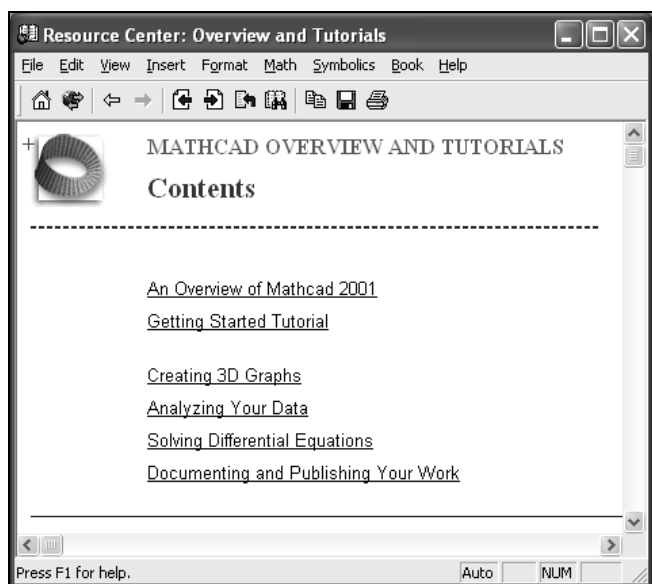 Resource Center: Overview and Tutorials
File Edit View Insert Format Math Symbolics Book Help
MATHCAD OVERVIEW AND TUTORIALS
Contents
An Overview of Mathcad 2001
Getting Started Tutorial
Creating 3D Graphs
Analyzing Your Data
Solving Differential Equations
Documenting and Publishing Your Work
Press F1 for help. Auto NUM